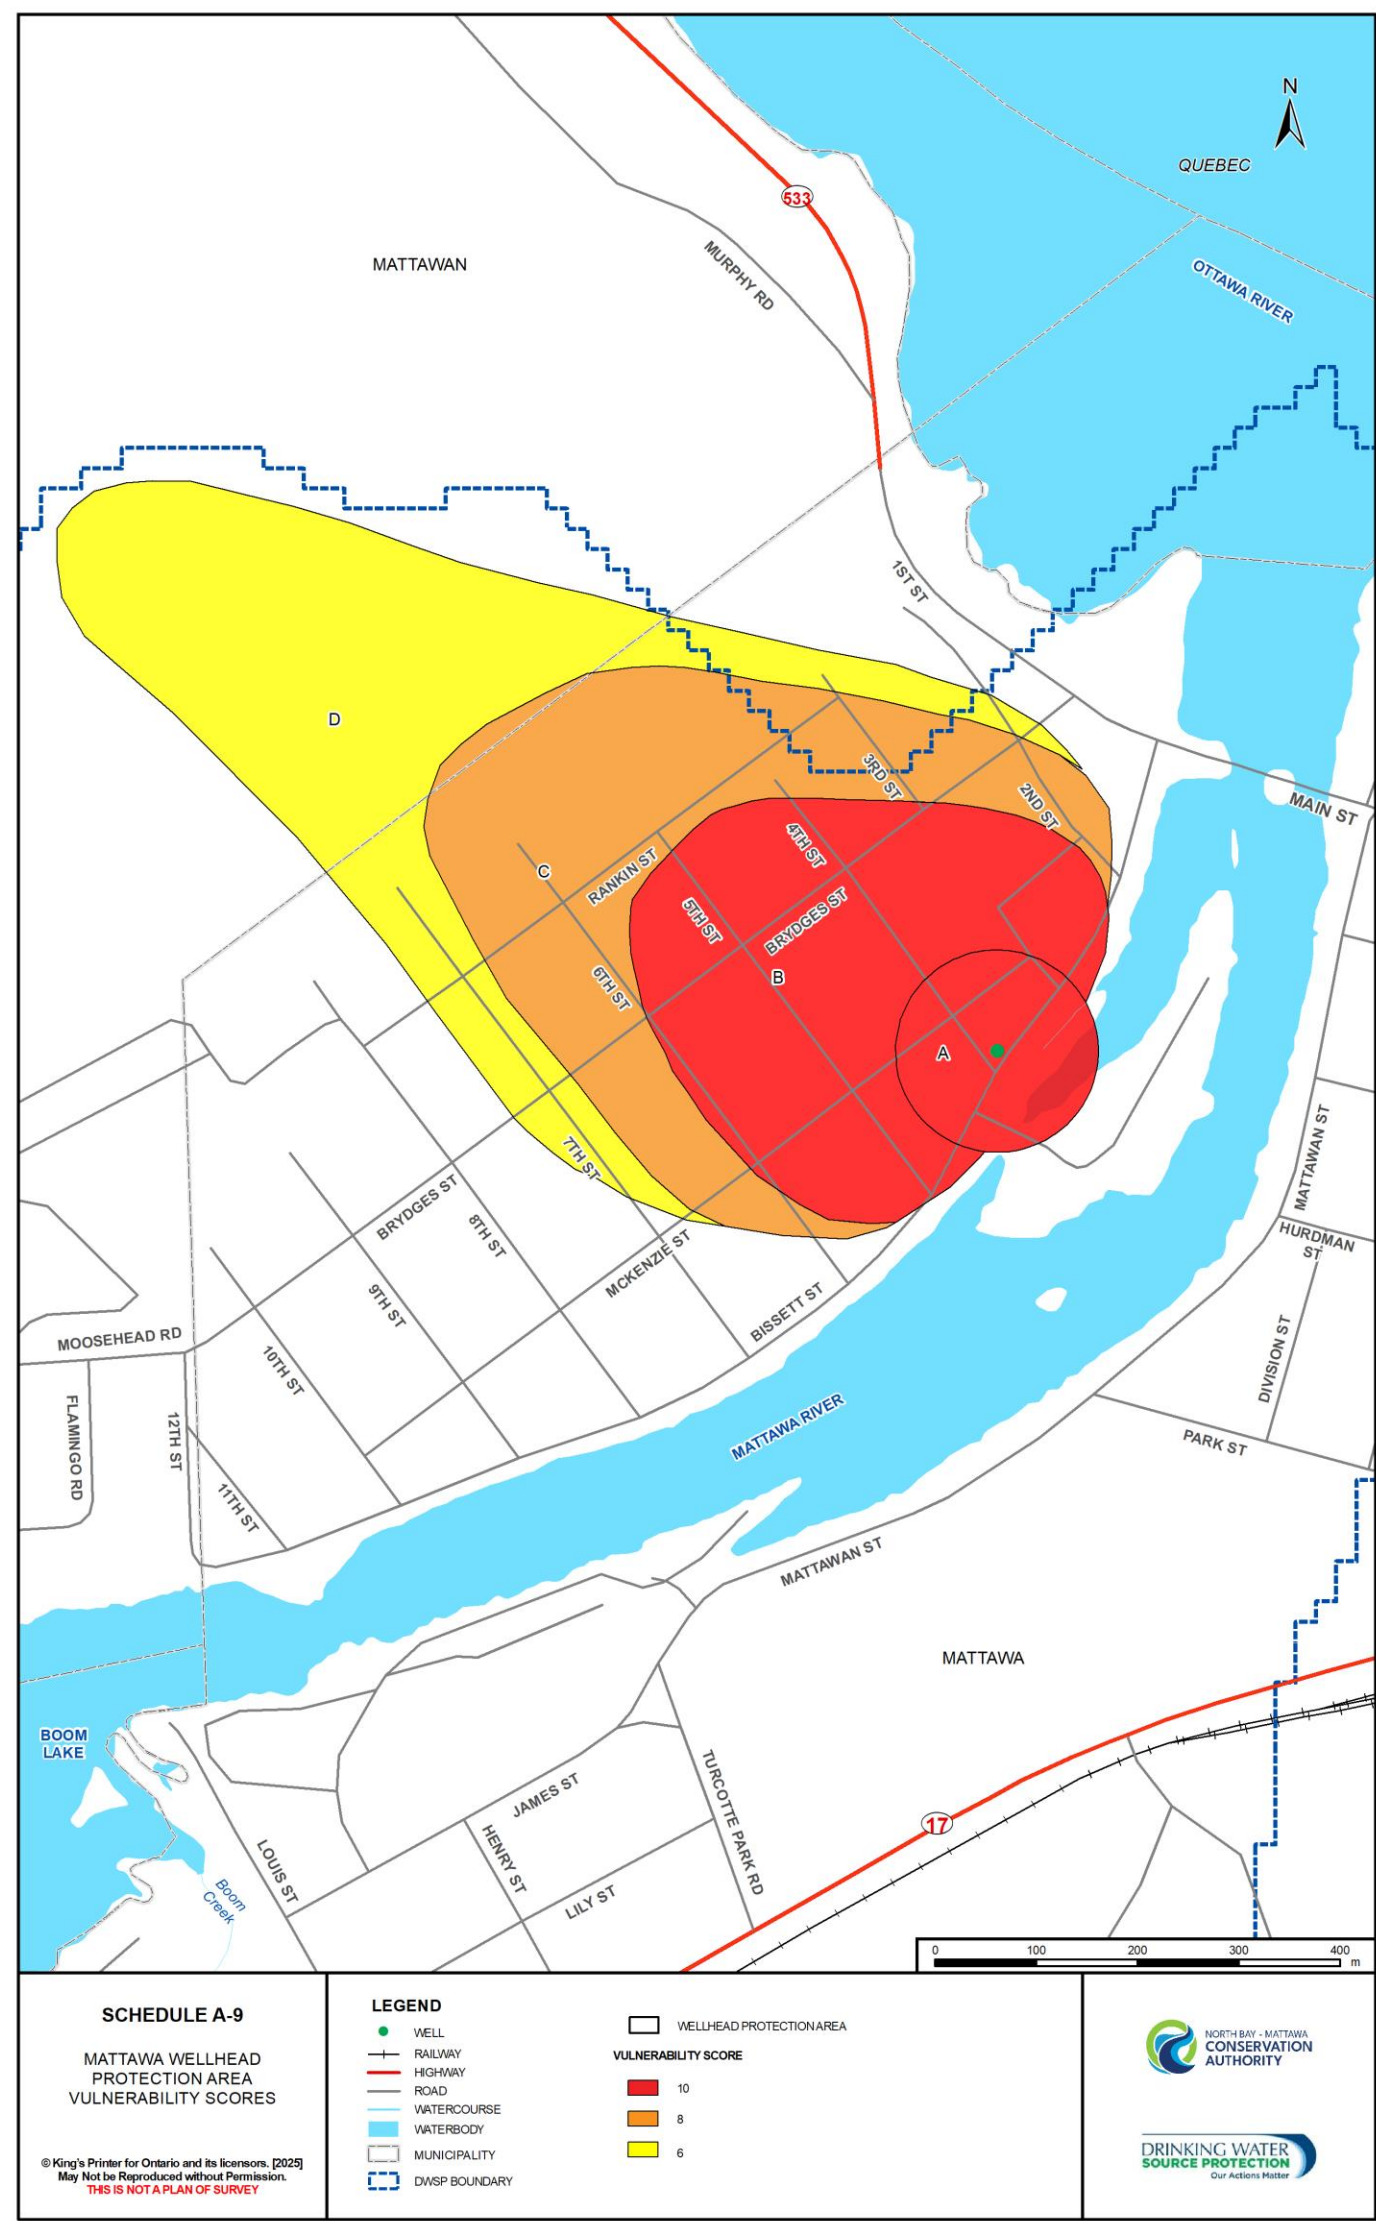 N
QUEBEC
533
MATTAWAN
MURPHY RD
OTTAWA RIVER
1ST ST
D
3RD ST
2ND ST
MAIN ST
4TH ST
C
RANKIN ST
5TH ST
BRYDGES ST
6TH ST
B
A
7TH ST
MATTAWAN ST
BRYDGES ST
8TH ST
HURDMAN
ST
MCKENZIE ST
9TH ST
BISSETT ST
MOOSEHEAD RD
10TH ST
DIVISION ST
FLAMINGO RD
12TH ST
MATTAWA RIVER
PARK ST
11TH ST
MATTAWAN ST
MATTAWA
BOOM
LAKE
JAMES ST
TURCOTTE PARK RD
17
HENRY ST
LOUIS ST
Boom
Creek
LILY ST
0 100 200 300 400
m
SCHEDULE A-9
MATTAWA WELLHEAD
PROTECTION AREA
VULNERABILITY SCORES
© King's Printer for Ontario and its licensors. [2025]
May Not be Reproduced without Permission.
THIS IS NOT A PLAN OF SURVEY
LEGEND
WELL
RAILWAY
HIGHWAY
ROAD
WATERCOURSE
WATERBODY
MUNICIPALITY
DWSP BOUNDARY
WELLHEAD PROTECTION AREA
VULNERABILITY SCORE
10
8
6
NORTH BAY - MATTAWA
CONSERVATION
AUTHORITY
DRINKING WATER
SOURCE PROTECTION
Our Actions Matter